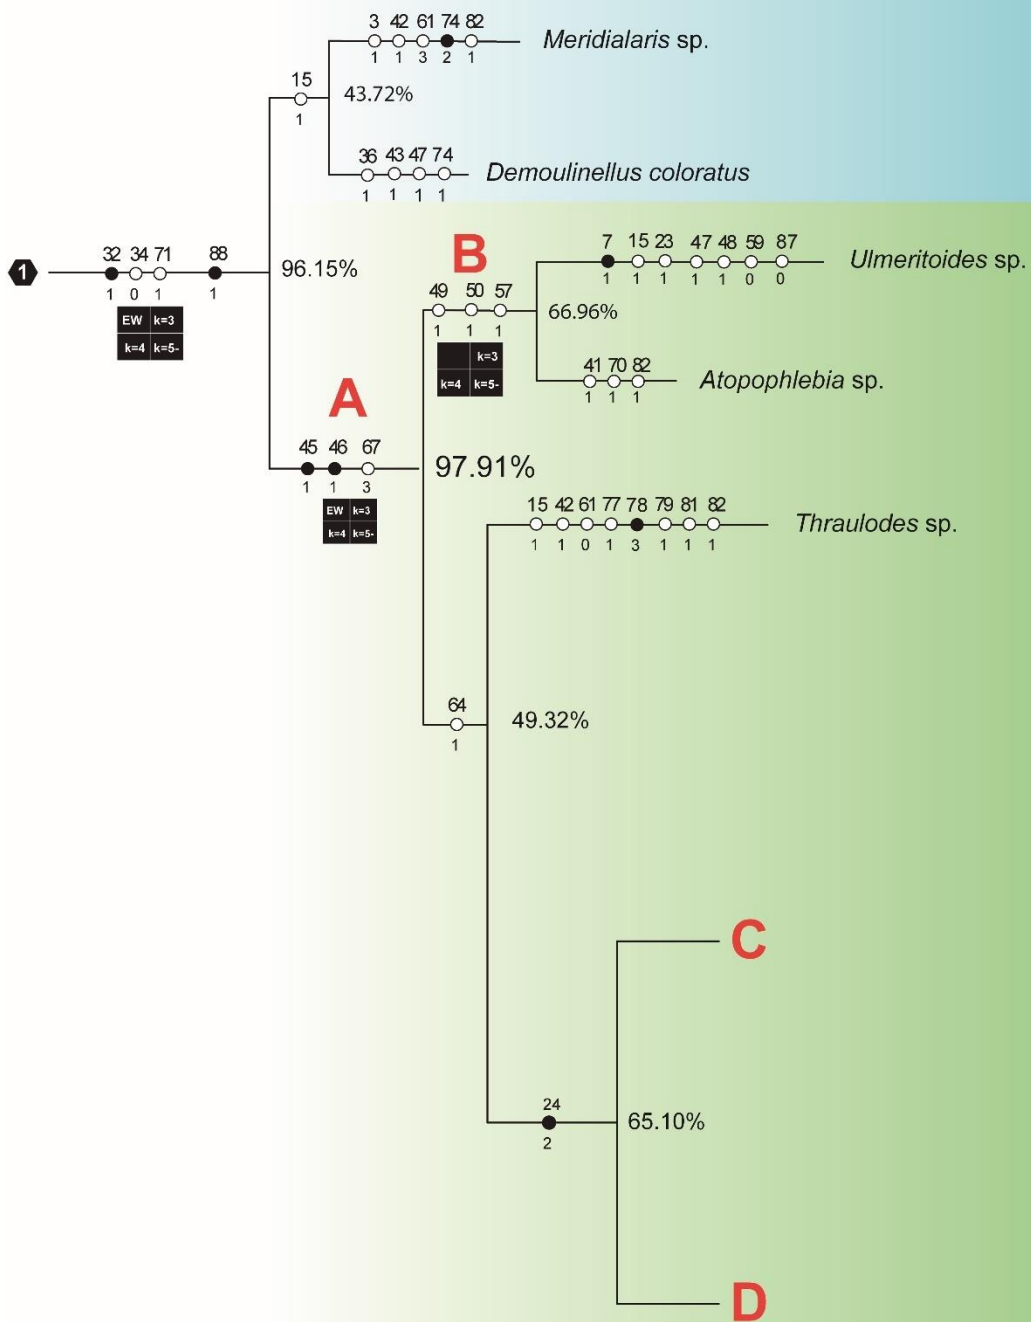 3 42 61 74 82
Meridialaris sp.
1 1 3 2 1
15
43.72%
1
36 43 47 74
Demoulinellus coloratus
1 1 1 1
32 34 71 88
1
96.15%
1 0 1 1
EW k=3
k=4 k=5-
B
7 15 23 47 48 59 87
Ulmeritoides sp.
1 1 1 1 1 0 0
49 50 57
66.96%
1 1 1
k=3
k=4 k=5-
41 70 82
Atopophlebia sp.
1 1 1
A
45 46 67
97.91%
1 1 3
EW k=3
k=4 k=5-
15 42 61 77 78 79 81 82
Thraulodes sp.
1 1 0 1 3 1 1 1
64
49.32%
1
C
24
65.10%
2
D